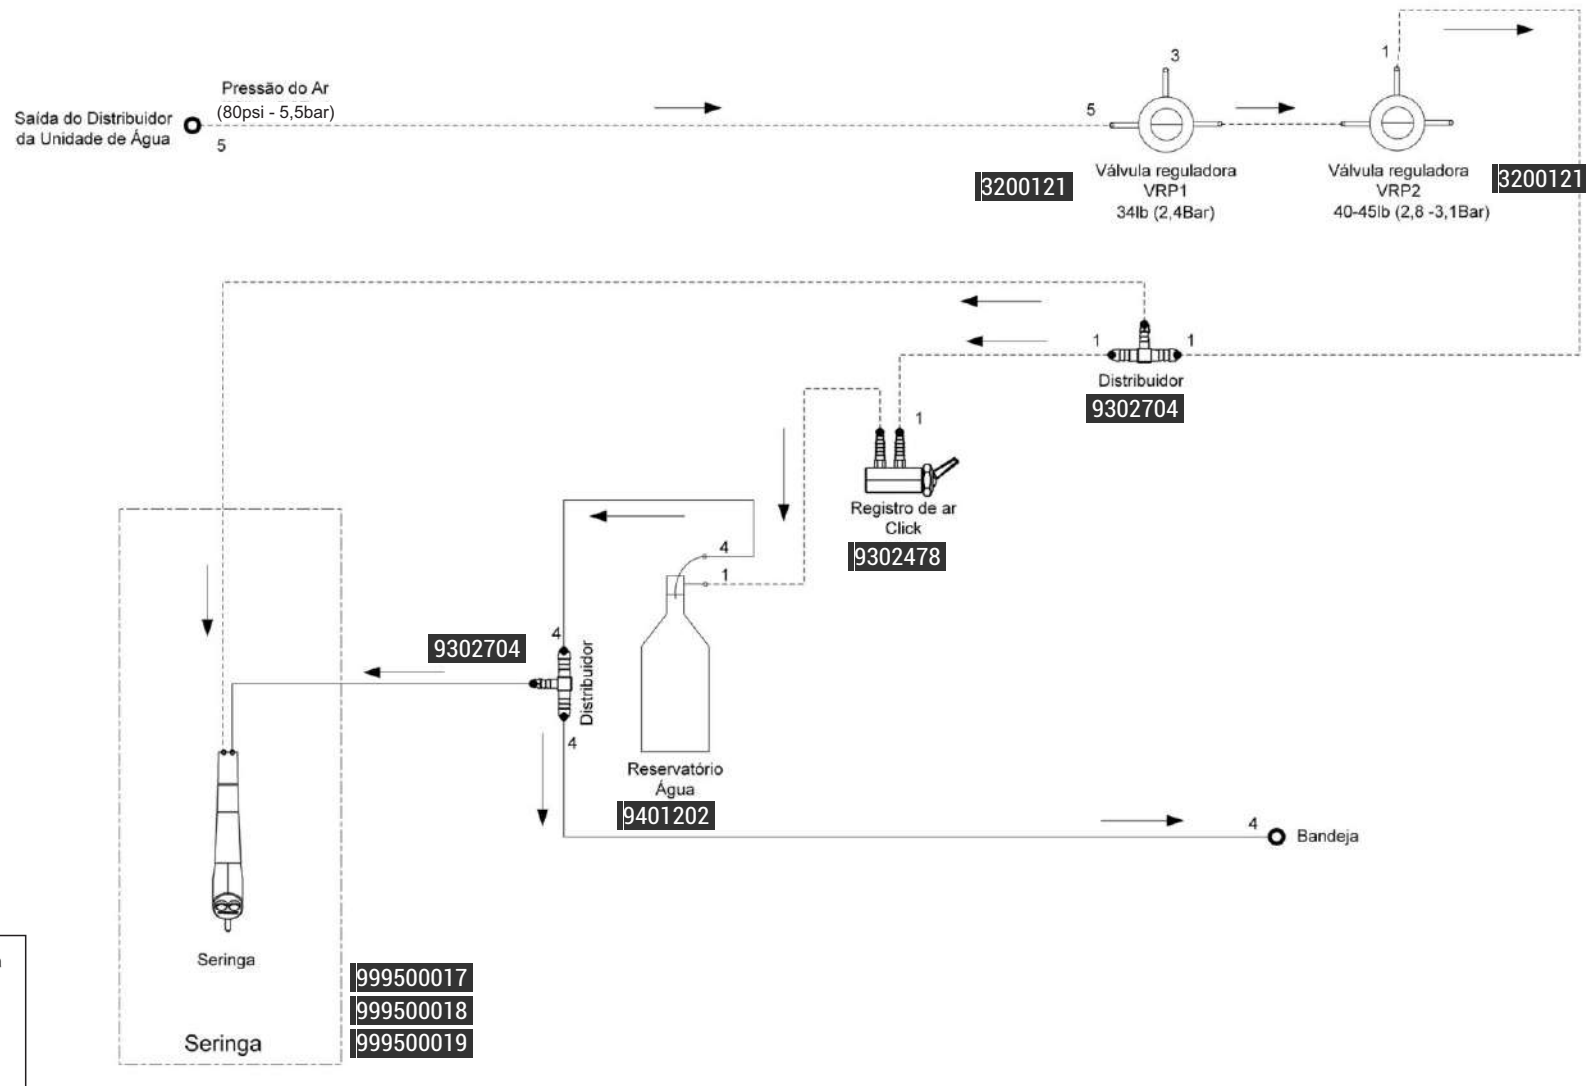 1
3
Pressão do Ar
(80psi - 5,5bar)
Saída do Distribuidor
da Unidade de Água
5
5
Válvula reguladora
VRP1
34lb (2,4Bar)
3200121
Válvula reguladora
VRP2
40-45lb (2,8 -3,1Bar)
3200121
1
1
Distribuidor
9302704
1
Registro de ar
Click
9302478
4
1
4
9302704
Distribuidor
4
Reservatório
Água
9401202
4
Bandeja
Seringa
Seringa
999500017
999500018
999500019